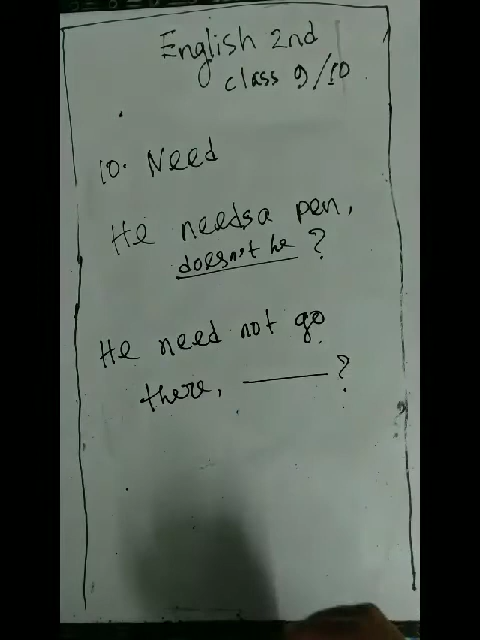 English 2nd
class 9/10
10. Need
He needs a pen,
doesn't he ?
He need not go
there, ______ ?